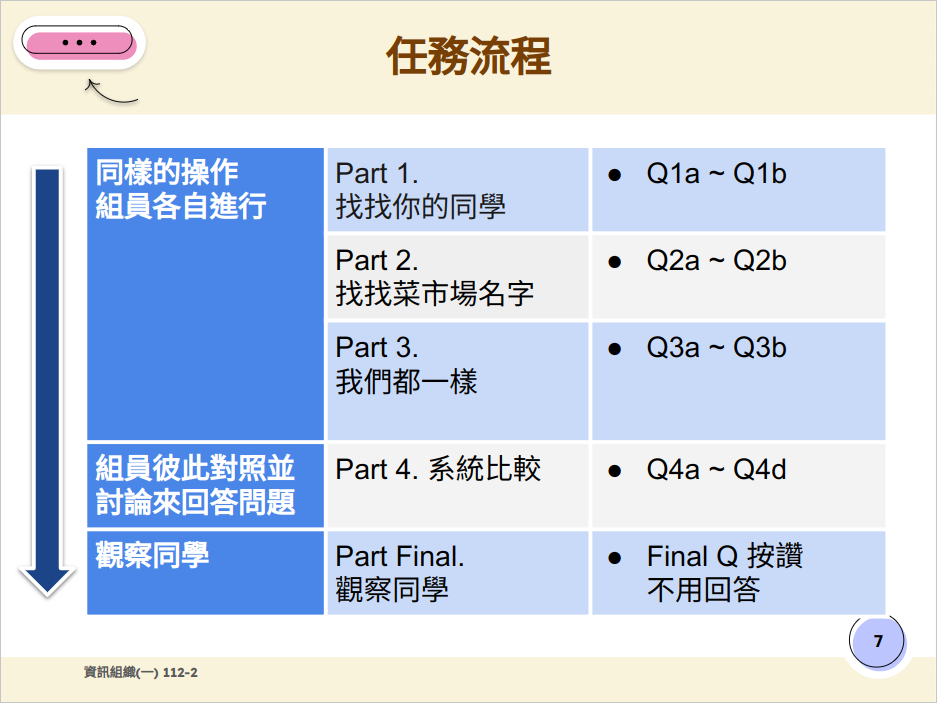 任務流程
同樣的操作
組員各自進行
Part 1.
找找你的同學
● Q1a ~ Q1b
Part 2.
找找菜市場名字
● Q2a ~ Q2b
Part 3.
我們都一樣
● Q3a ~ Q3b
組員彼此對照並
討論來回答問題
Part 4. 系統比較
● Q4a ~ Q4d
觀察同學
Part Final.
觀察同學
● Final Q 按讚
不用回答
7
資訊組織(一) 112-2